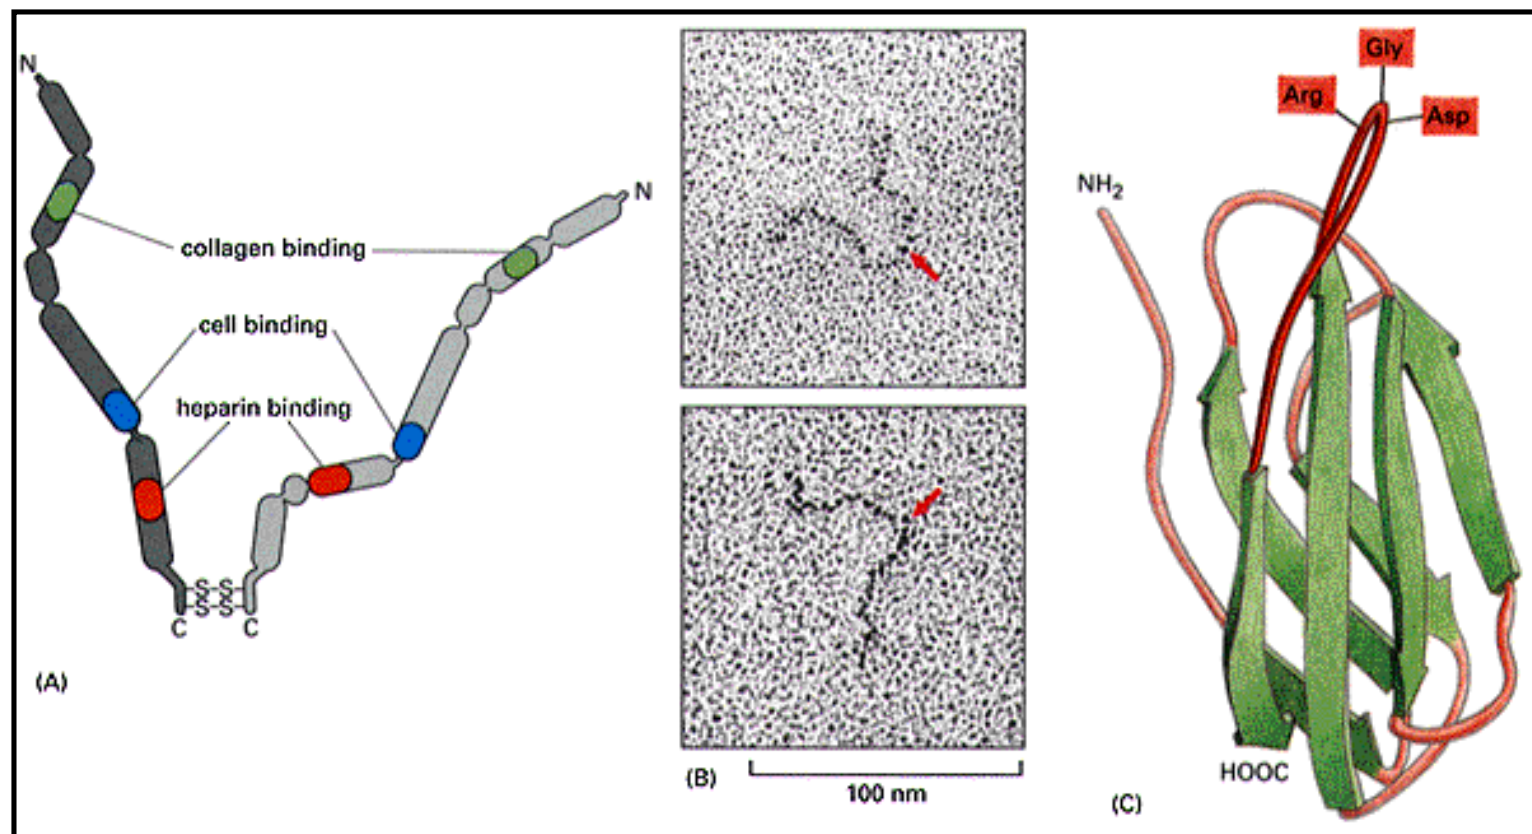 N
N
collagen binding
cell binding
heparin binding
S S
S S
C C
(A)
(B)
100 nm
Gly
Arg
Asp
NH2
HOOC
(C)